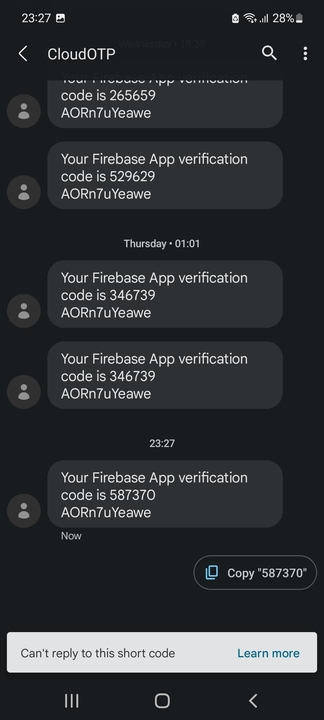 23:27
28%
CloudOTP
Wednesday • 19:20
Your Firebase App verification
code is 265659
AORn7uYeawe
Your Firebase App verification
code is 529629
AORn7uYeawe
Thursday • 01:01
Your Firebase App verification
code is 346739
AORn7uYeawe
Your Firebase App verification
code is 346739
AORn7uYeawe
23:27
Your Firebase App verification
code is 587370
AORn7uYeawe
Now
Copy "587370"
Can't reply to this short code
Learn more